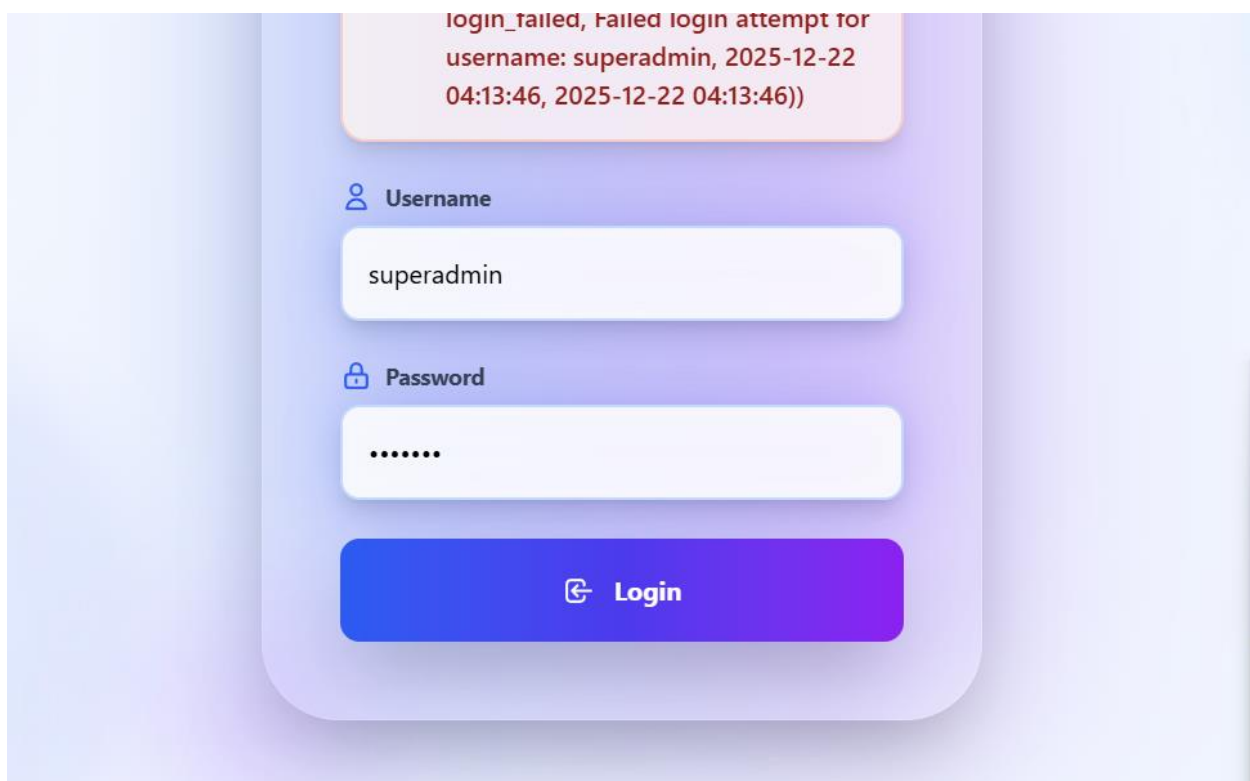 login_failed, Failed login attempt for
username: superadmin, 2025-12-22
04:13:46, 2025-12-22 04:13:46))
Username
superadmin
Password
•••••••
Login